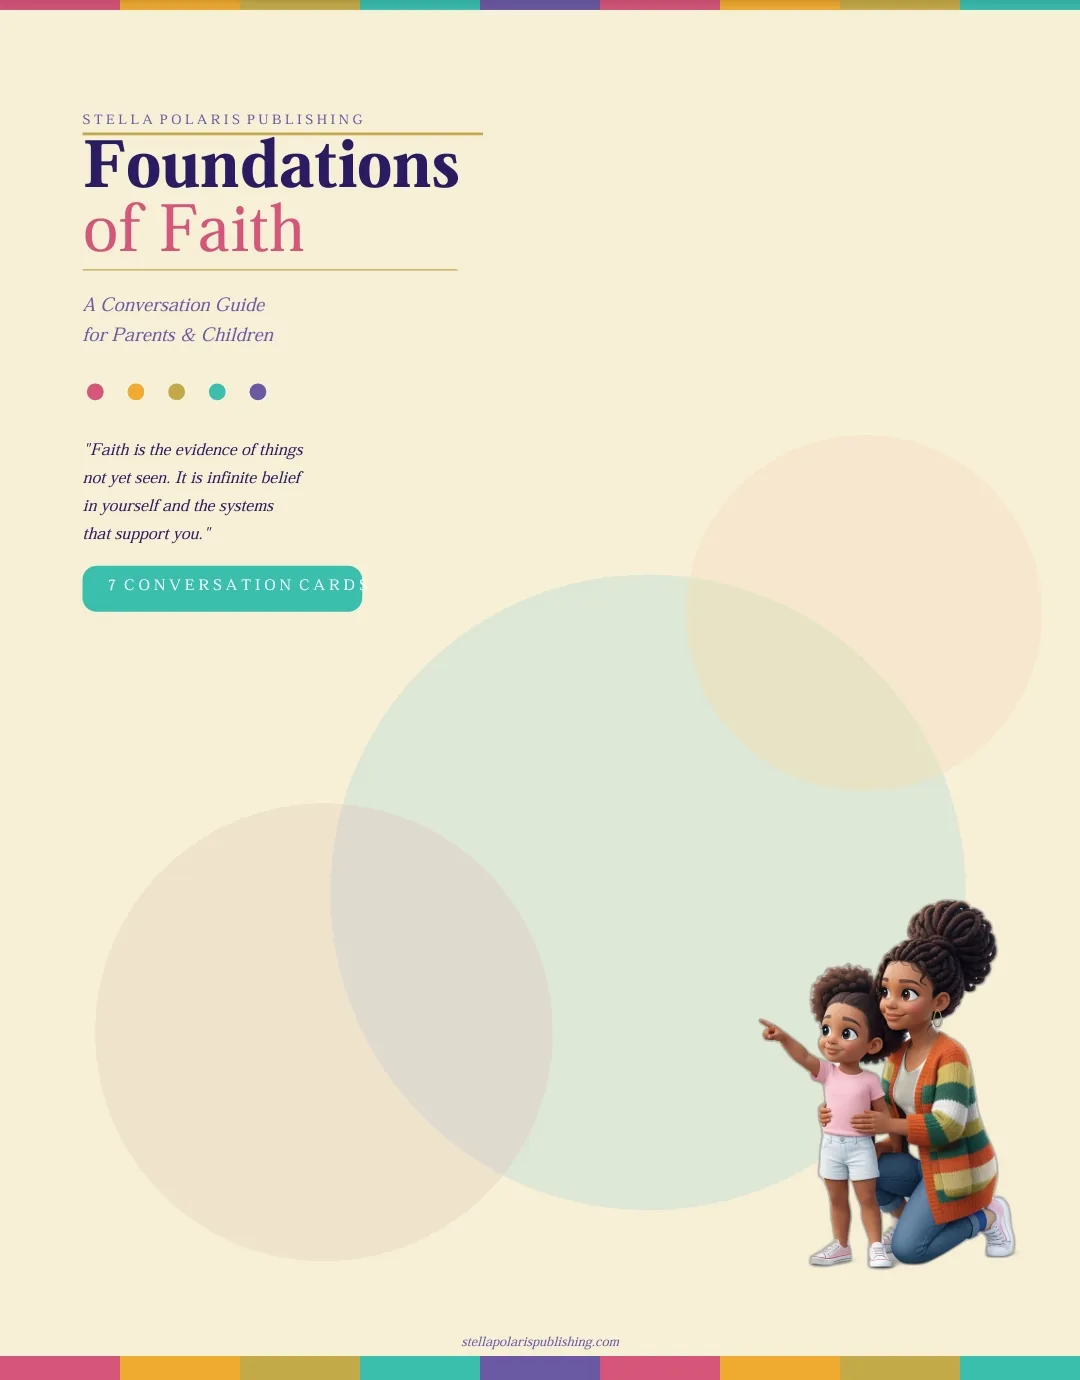 STELLA POLARIS PUBLISHING
Foundations
of Faith
A Conversation Guide
for Parents & Children
"Faith is the evidence of things
not yet seen. It is infinite belief
in yourself and the systems
that support you."
7 CONVERSATION CARDS
stellapolarispublishing.com